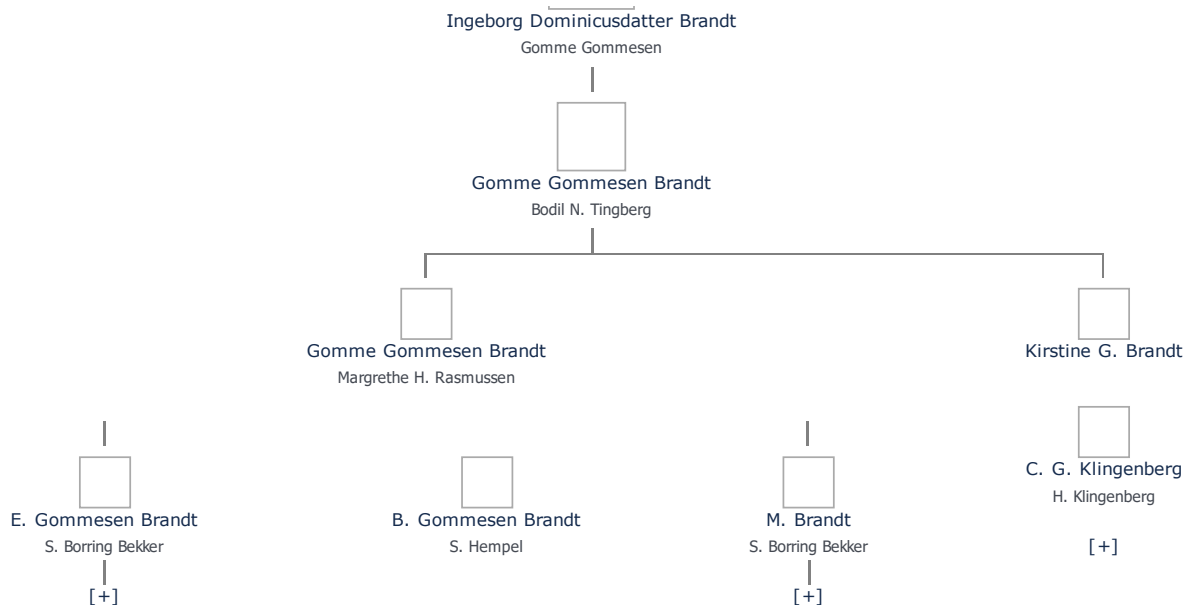 Ingeborg Dominicusdatter Brandt
Gomme Gommesen
Gomme Gommesen Brandt
Bodil N. Tingberg
Gomme Gommesen Brandt
Margrethe H. Rasmussen
Kirstine G. Brandt
C. G. Klingenberg
H. Klingenberg
[+]
E. Gommesen Brandt
S. Borring Bekker
[+]
B. Gommesen Brandt
S. Hempel
M. Brandt
S. Borring Bekker
[+]